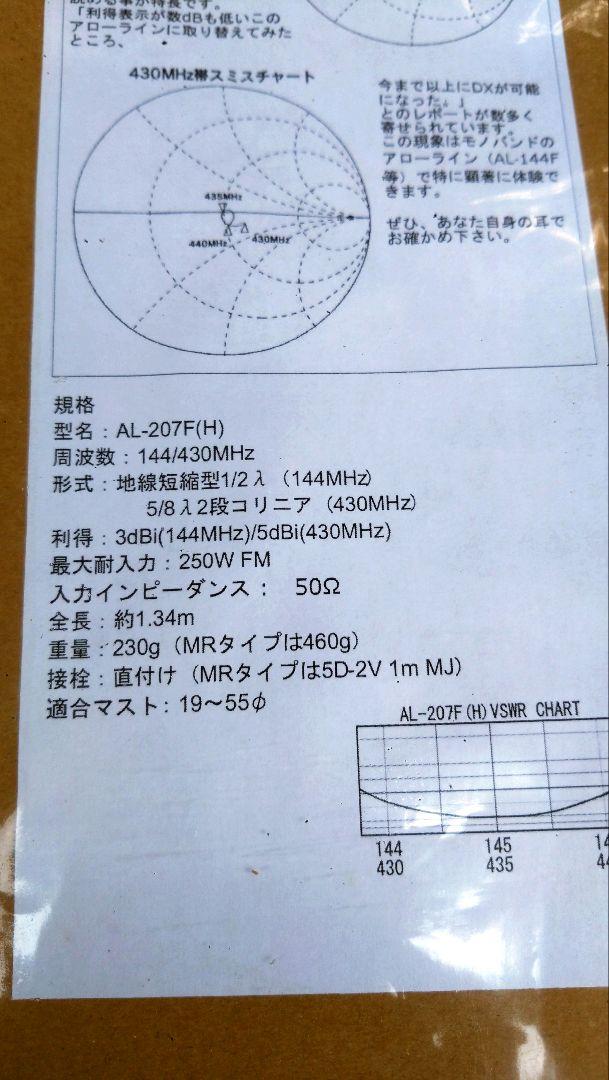 読める事が特長です。
「利得表示が数dBも低いこの
アローラインに取り替えてみた
ところ、
今まで以上にDXが可能
になった。」
とのレポートが数多く
寄せられています。
この現象はモノバンドの
アローライン（AL-144F
等）で特に顕著に体験で
きます。
ぜひ、あなた自身の耳で
お確かめ下さい。
430MHz帯スミスチャート
435MHz
440MHz
430MHz
規格
型名：AL-207F(H)
周波数：144/430MHz
形式：地線短縮型1/2λ（144MHz）
5/8λ2段コリニア（430MHz）
利得：3dBi(144MHz)/5dBi(430MHz)
最大耐入力：250W FM
入力インピーダンス：　50Ω
全長：約1.34m
重量：230g（MRタイプは460g）
接栓：直付け（MRタイプは5D-2V 1m MJ）
適合マスト：19～55φ
AL-207F(H)VSWR CHART
144 145 14
430 435 44